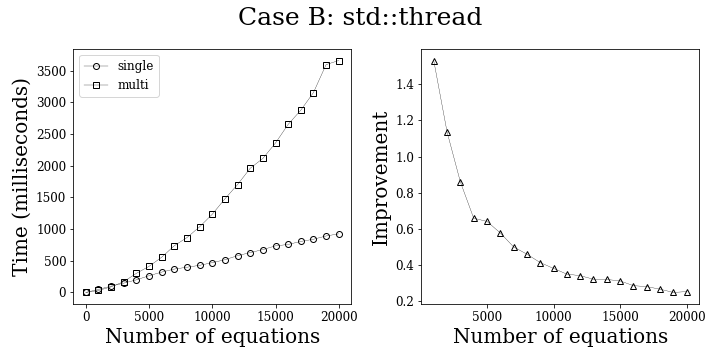 Case B: std::thread
single
multi
Time (milliseconds)
3500
3000
2500
2000
1500
1000
500
0
0 5000 10000 15000 20000
Number of equations
Improvement
1.4
1.2
1.0
0.8
0.6
0.4
0.2
5000 10000 15000 20000
Number of equations